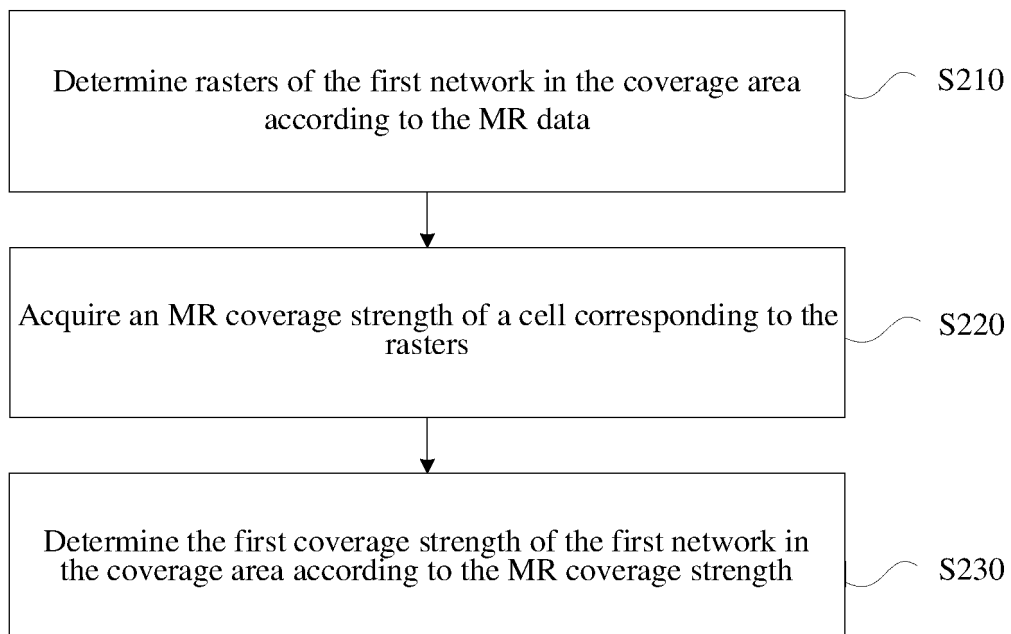 Determine rasters of the first network in the coverage area
according to the MR data
S210
Acquire an MR coverage strength of a cell corresponding to the
rasters
S220
Determine the first coverage strength of the first network in
the coverage area according to the MR coverage strength
S230